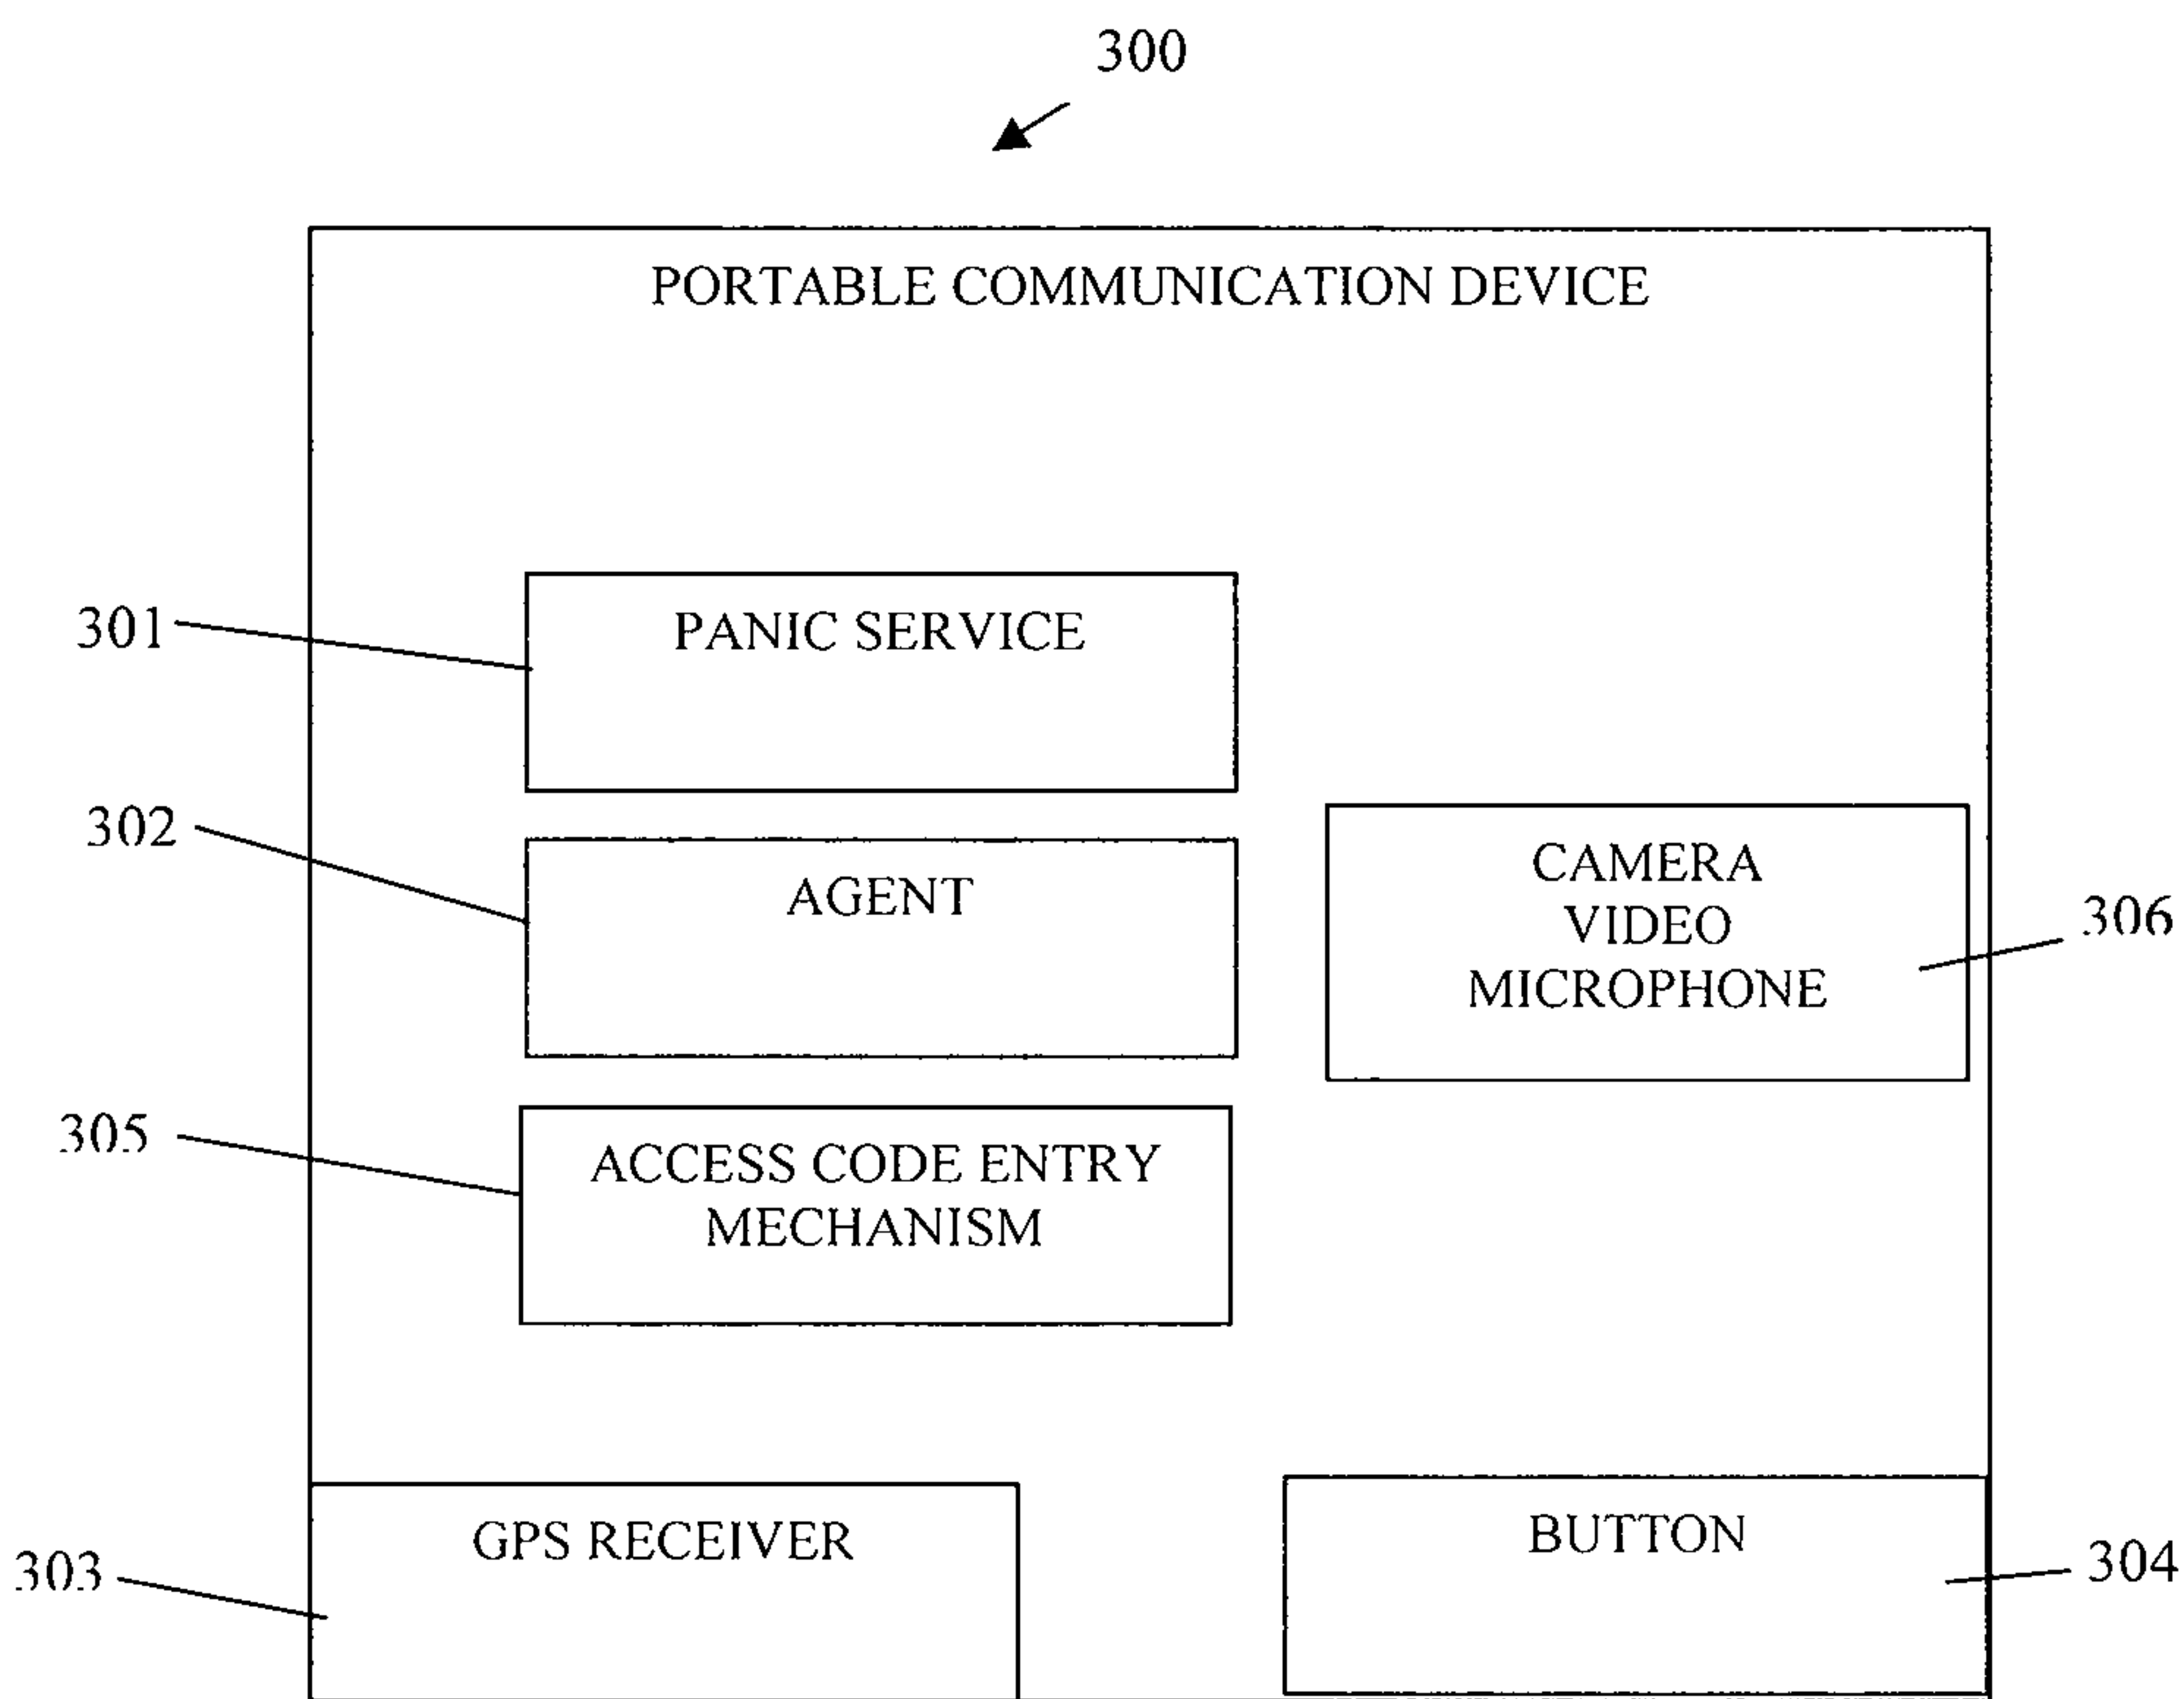 300
PORTABLE COMMUNICATION DEVICE
301
PANIC SERVICE
302
AGENT
CAMERA
VIDEO
MICROPHONE
306
305
ACCESS CODE ENTRY
MECHANISM
303
GPS RECEIVER
BUTTON
304